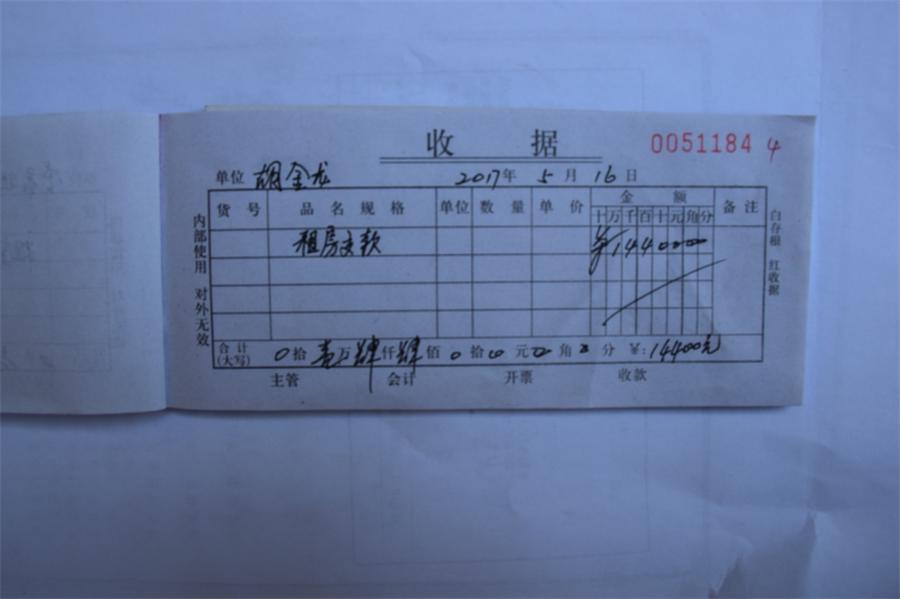 收 据
0051184 4
单位 胡金龙 2017年 5月 16日
货号 品名规格 单位 数量 单价 金额 备注
十万千百十元角分
租房支款 ¥1440000
合计(大写) 0拾壹万肆仟肆佰0拾0元0角0分 ¥:14400元
主管 会计 开票 收款
内部使用 对外无效
白存根 红收据